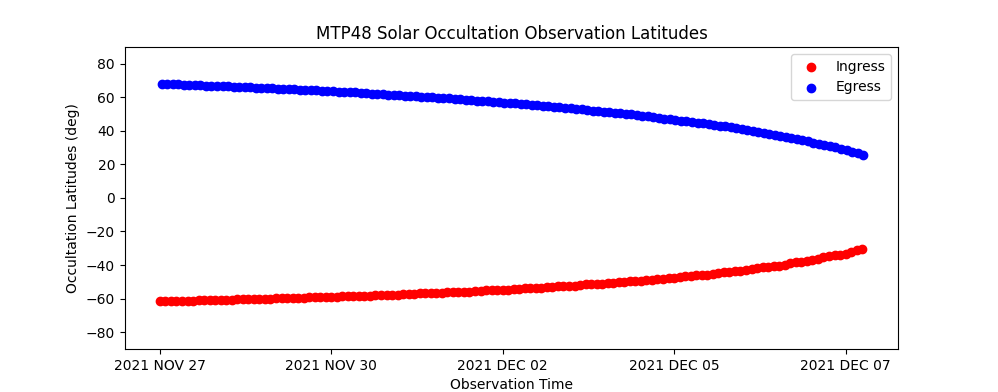 MTP48 Solar Occultation Observation Latitudes
Ingress
Egress
Occultation Latitudes (deg)
80
60
40
20
0
−20
−40
−60
−80
2021 NOV 27
2021 NOV 30
2021 DEC 02
2021 DEC 05
2021 DEC 07
Observation Time